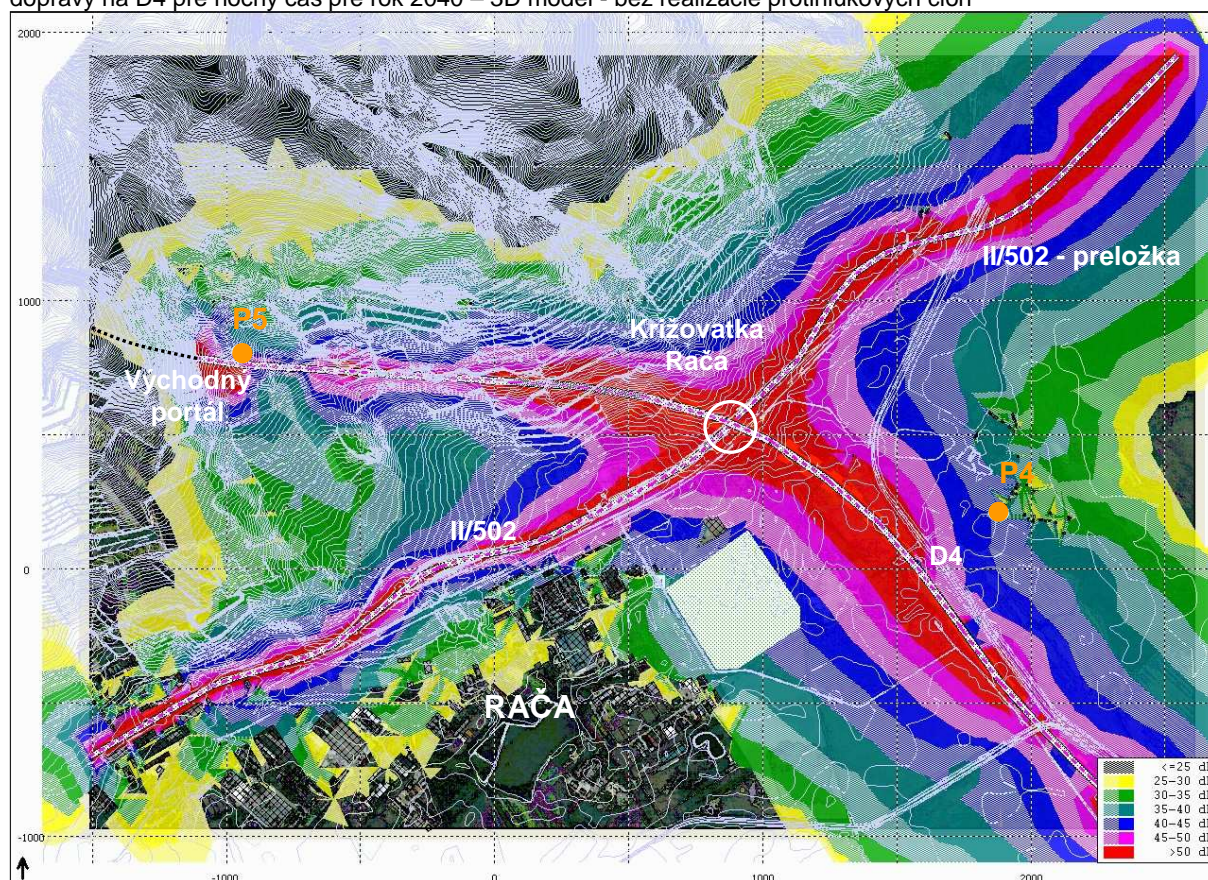 dopravy na D4 pre nočný čas pre rok 2040 – 3D model - bez realizácie protihlukových clôn
2000
II/502 - preložka
1000
P5
Križovatka
Rača
Východný
portál
P4
II/502
D4
0
RAČA
<=25 dB
25-30 dB
30-35 dB
35-40 dB
40-45 dB
45-50 dB
>50 dB
-1000
-1000
0
1000
2000